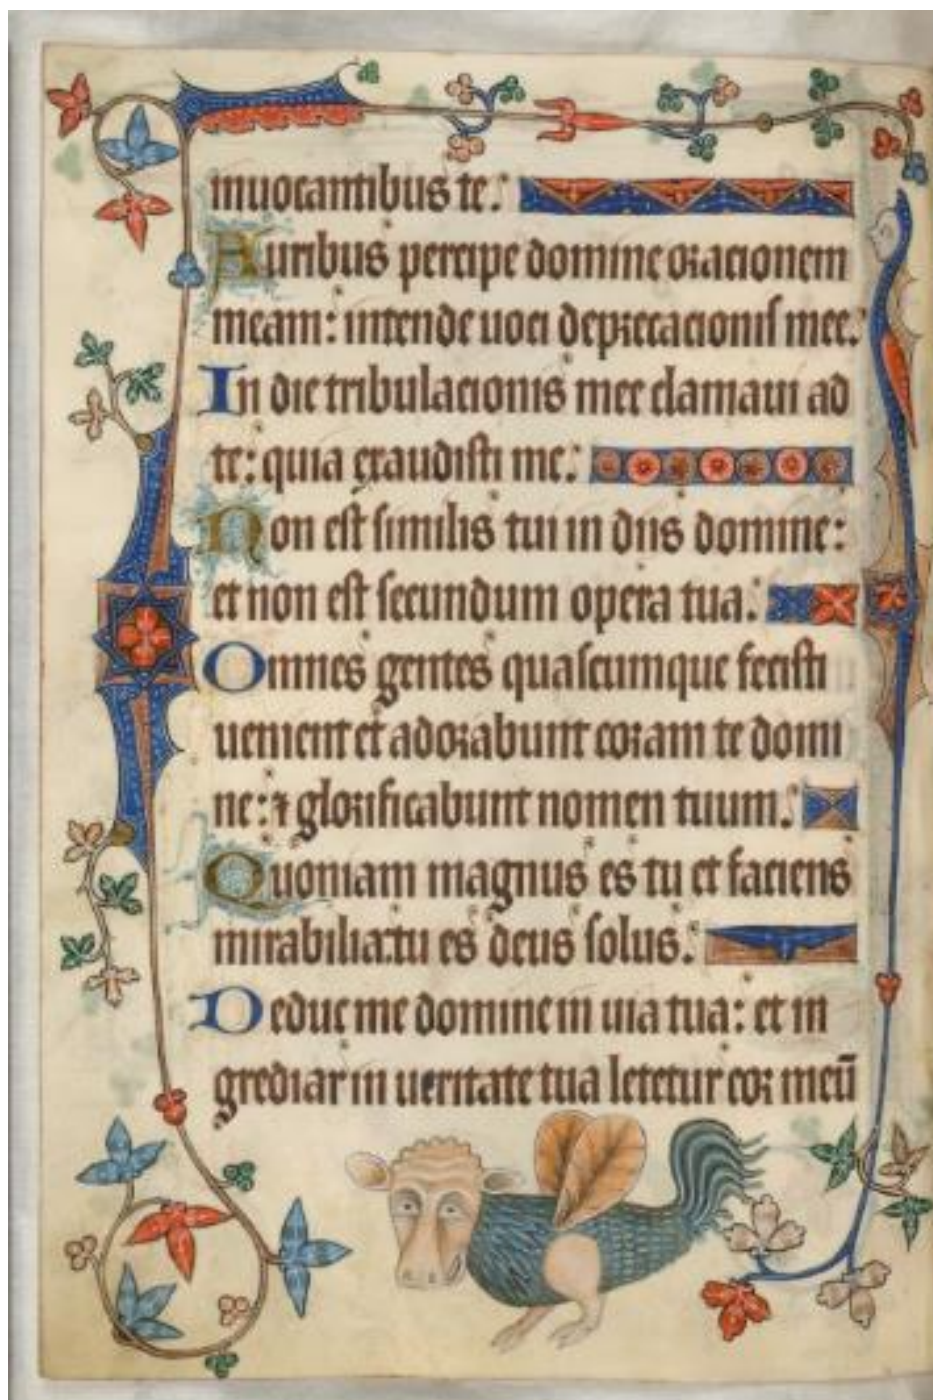 inuocantibus te.
Auribus percipe domine oracionem
meam: intende uoci deprecacionis mee.
In die tribulacionis mee clamaui ad
te: quia exaudisti me.
Non est similis tui in diis domine:
et non est secundum opera tua.
Omnes gentes quascumque fecisti
uenient et adorabunt coram te domi
ne: ⁊ glorificabunt nomen tuum.
Quoniam magnus es tu et faciens
mirabilia: tu es deus solus.
Deduc me domine in uia tua: et in
grediar in ueritate tua letetur cor meū